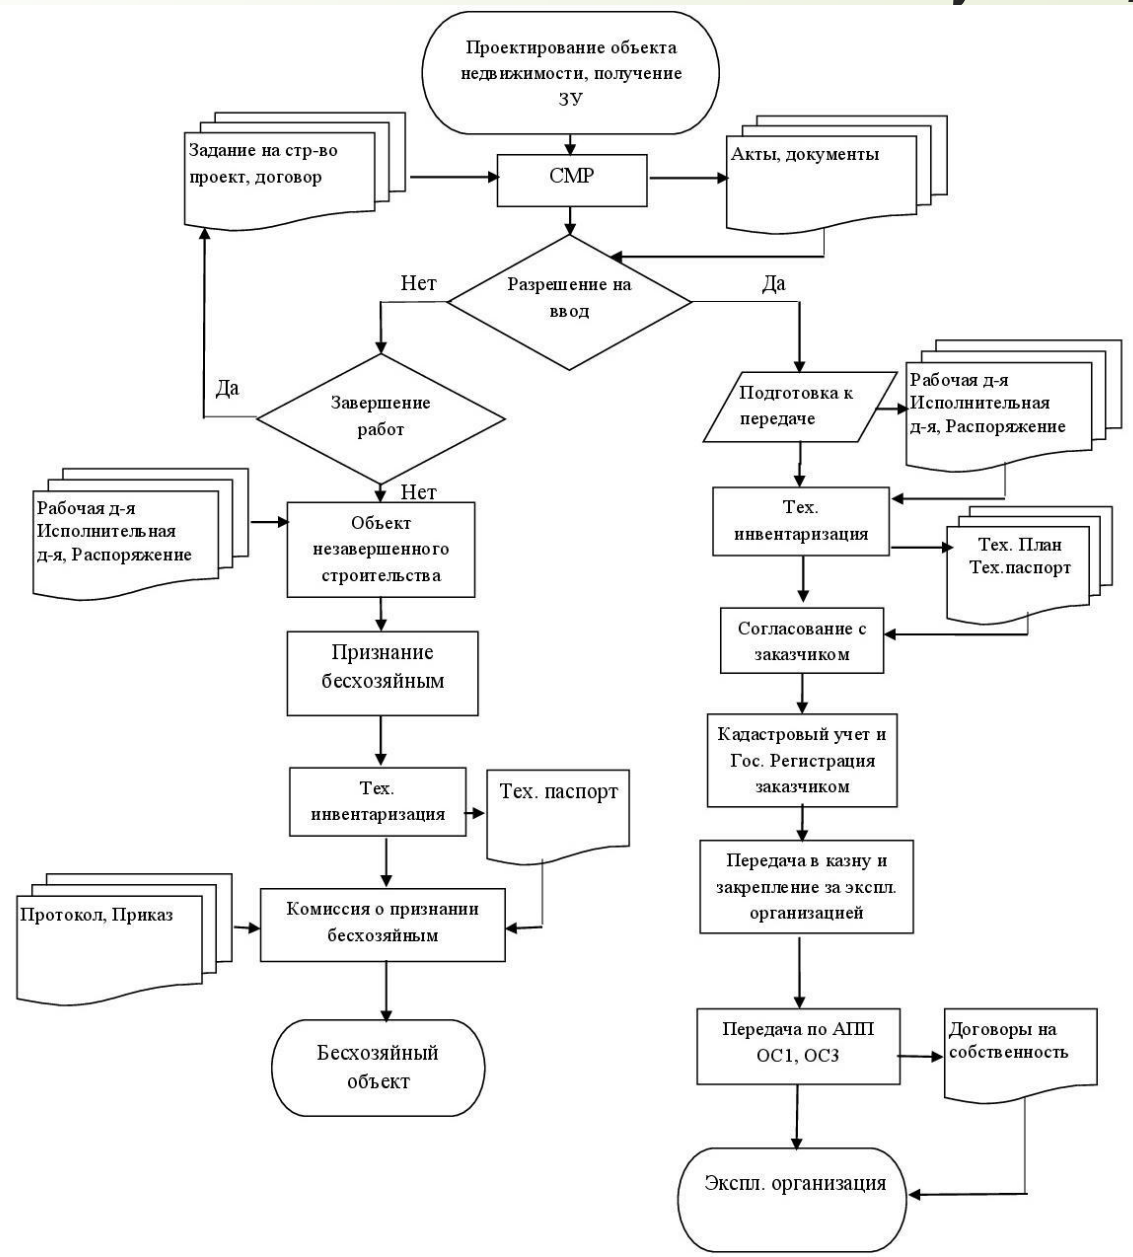 Проектирование объекта
недвижимости, получение
ЗУ
Задание на стр-во
проект, договор
СМР
Акты, документы
Нет
Разрешение на
ввод
Да
Да
Завершение
работ
Нет
Подготовка к
передаче
Рабочая д-я
Исполнительная
д-я, Распоряжение
Рабочая д-я
Исполнительная
д-я, Распоряжение
Объект
незавершенного
строительства
Тех.
инвентаризация
Тех. План
Тех.паспорт
Признание
бесхозяйным
Согласование с
заказчиком
Кадастровый учет и
Гос. Регистрация
заказчиком
Тех.
инвентаризация
Тех. паспорт
Передача в казну и
закрепление за экспл.
организацией
Протокол, Приказ
Комиссия о признании
бесхозяйным
Бесхозяйный
объект
Передача по АПП
ОС1, ОС3
Договоры на
собственность
Экспл. организация